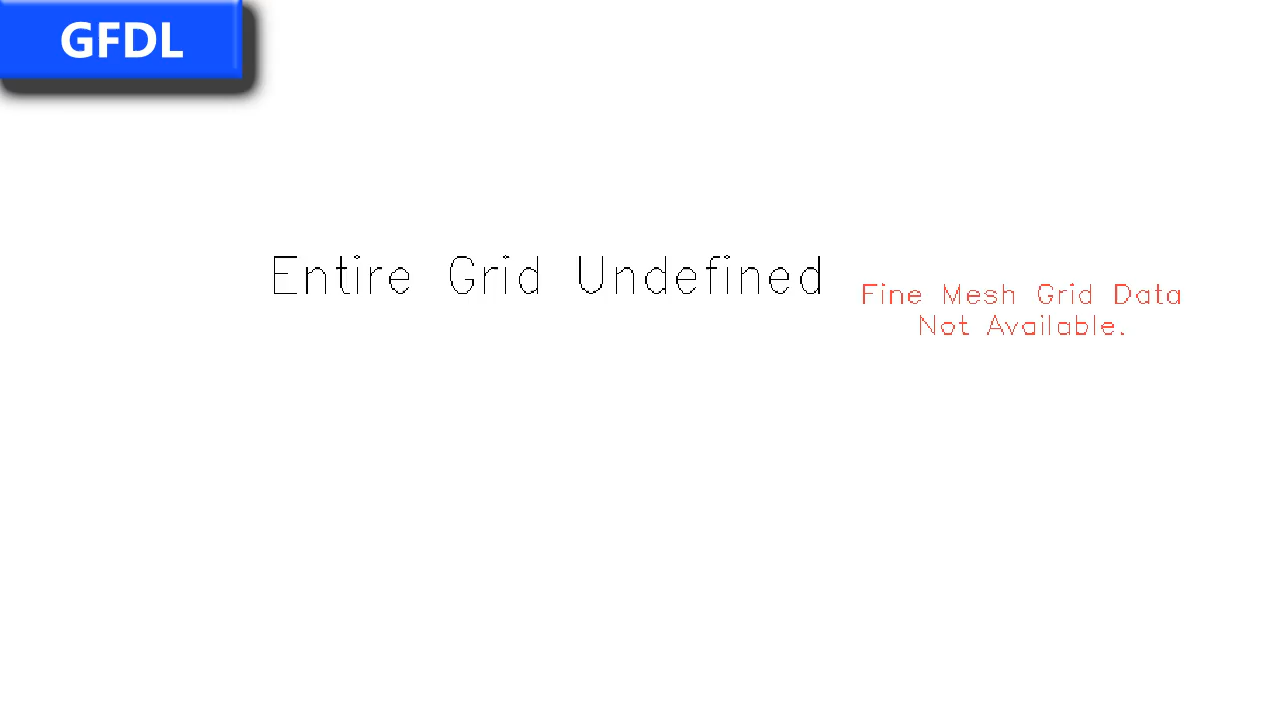 GFDL
Entire Grid Undefined
Fine Mesh Grid Data
Not Available.